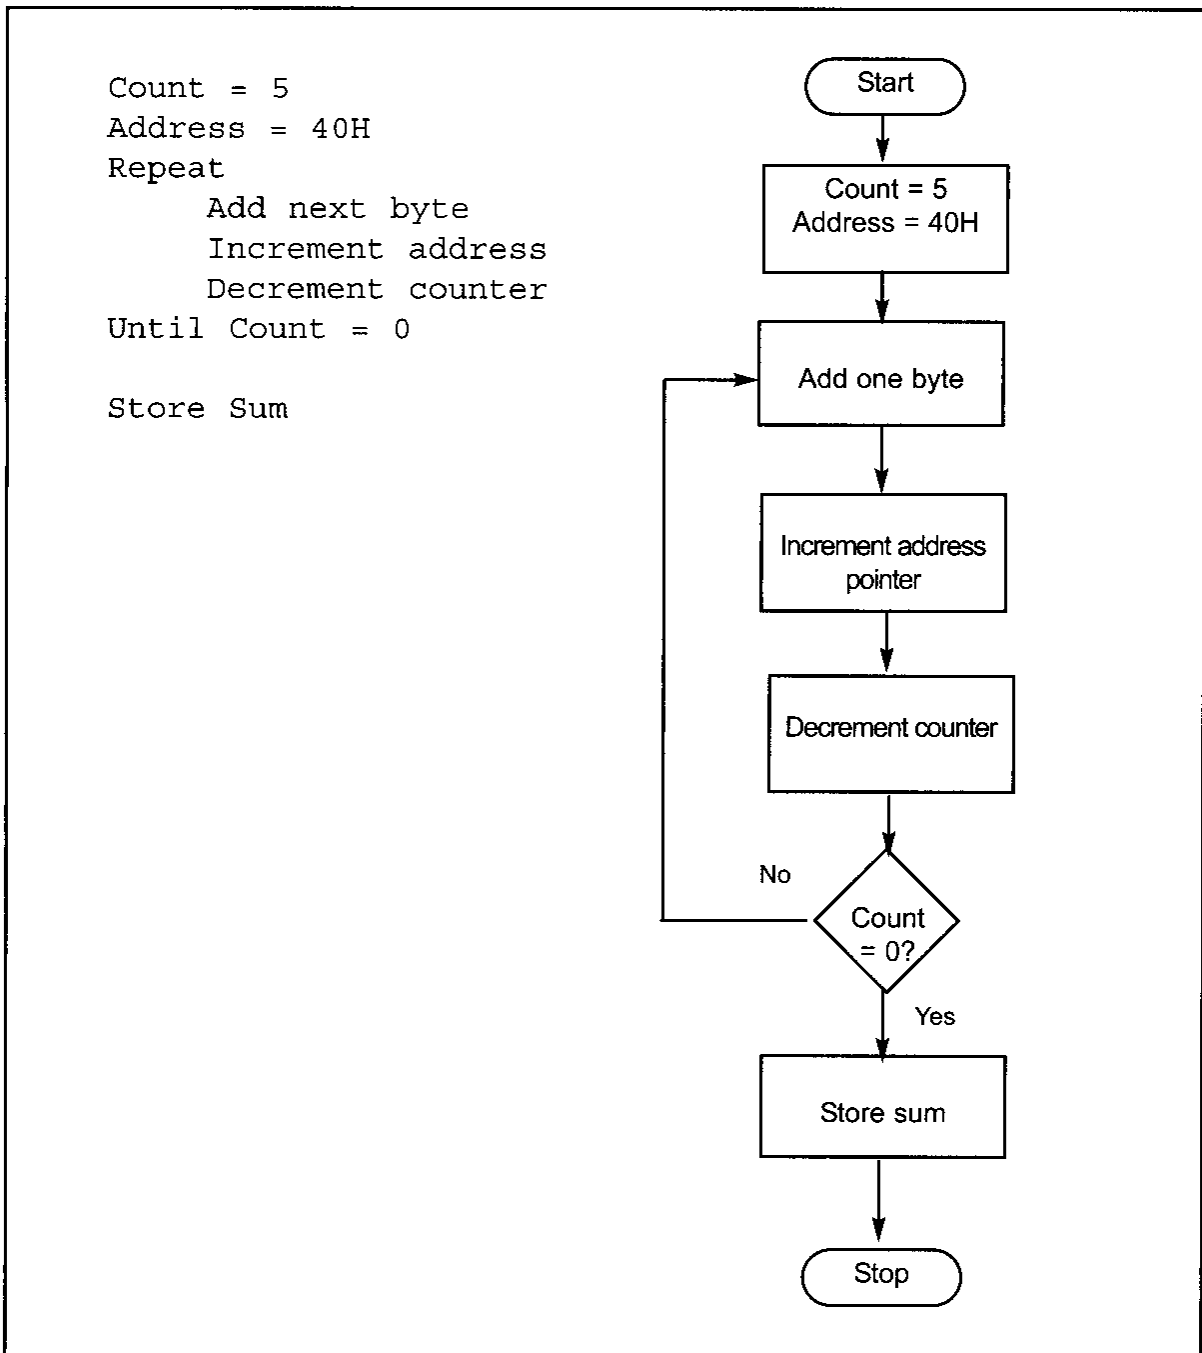 Count = 5
Address = 40H
Repeat
Add next byte
Increment address
Decrement counter
Until Count = 0
Store Sum
Start
Count = 5
Address = 40H
Add one byte
Increment address
pointer
Decrement counter
No
Count
= 0?
Yes
Store sum
Stop